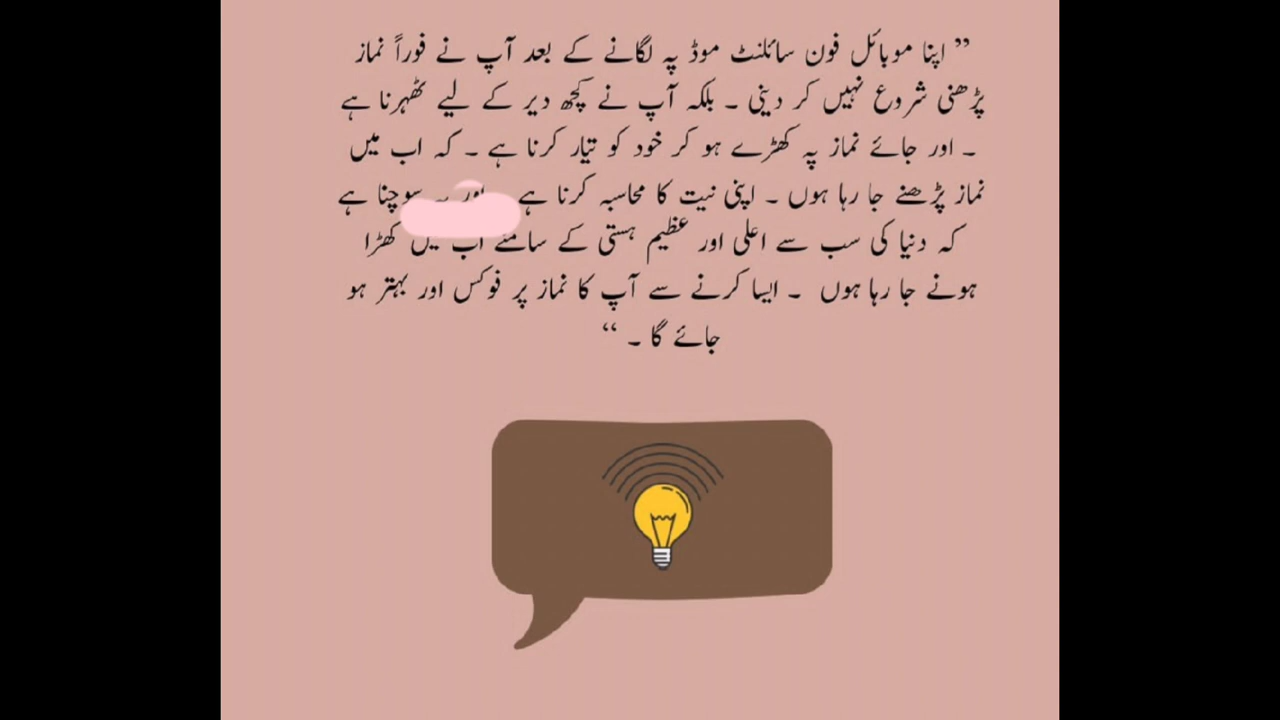 ” اپنا موبائل فون سائلنٹ موڈ پہ لگانے کے بعد آپ نے فوراً نماز
پڑھنی شروع نہیں کر دینی ۔ بلکہ آپ نے کچھ دیر کے لیے ٹھہرنا ہے
۔ اور جائے نماز پہ کھڑے ہو کر خود کو تیار کرنا ہے ۔ کہ اب میں
نماز پڑھنے جا رہا ہوں ۔ اپنی نیت کا محاسبہ کرنا ہے اور سوچنا ہے
کہ دنیا کی سب سے اعلی اور عظیم ہستی کے سامنے اب میں کھڑا
ہونے جا رہا ہوں ۔ ایسا کرنے سے آپ کا نماز پر فوکس اور بہتر ہو
جائے گا ۔ “